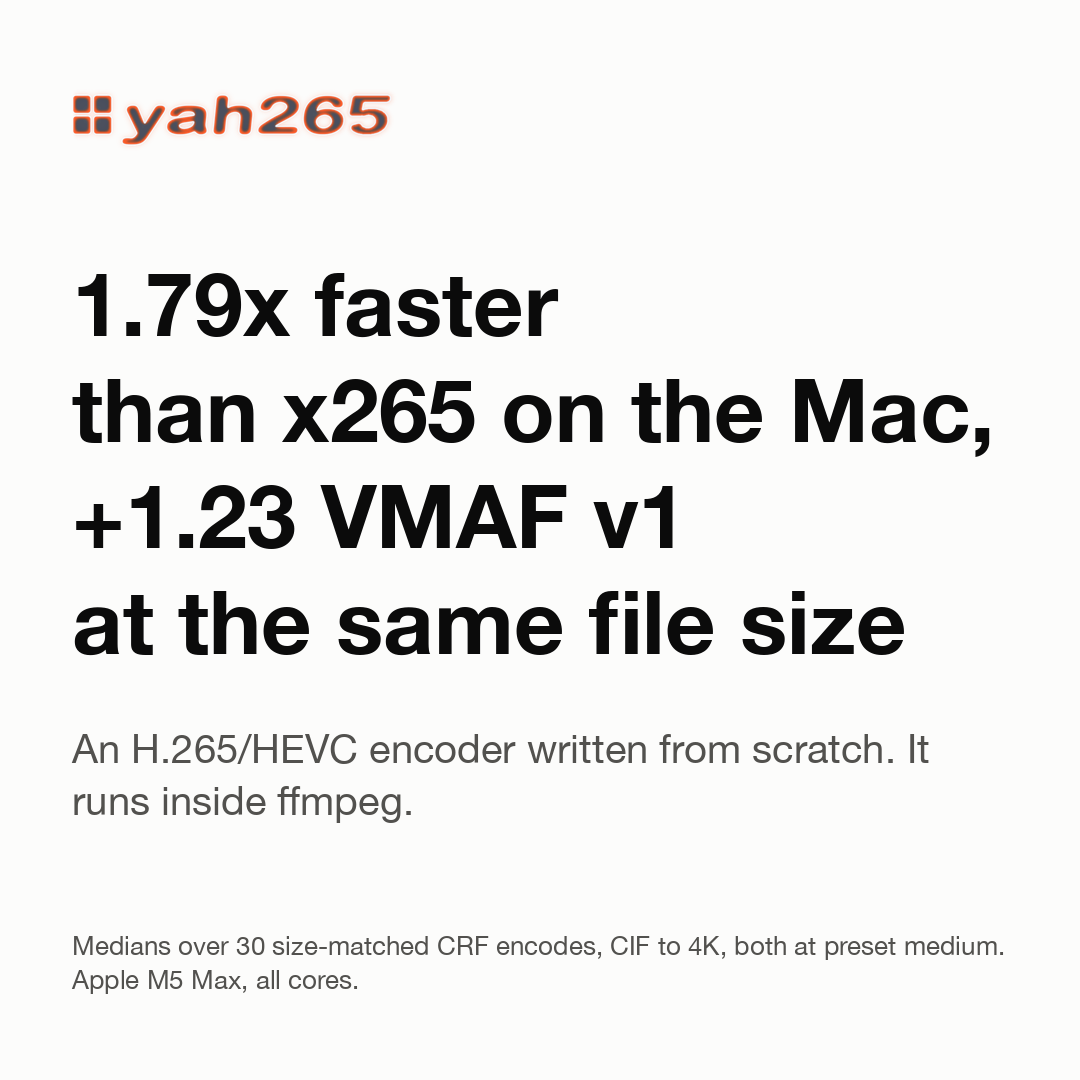 yah265
1.79x faster
than x265 on the Mac,
+1.23 VMAF v1
at the same file size
An H.265/HEVC encoder written from scratch. It
runs inside ffmpeg.
Medians over 30 size-matched CRF encodes, CIF to 4K, both at preset medium.
Apple M5 Max, all cores.